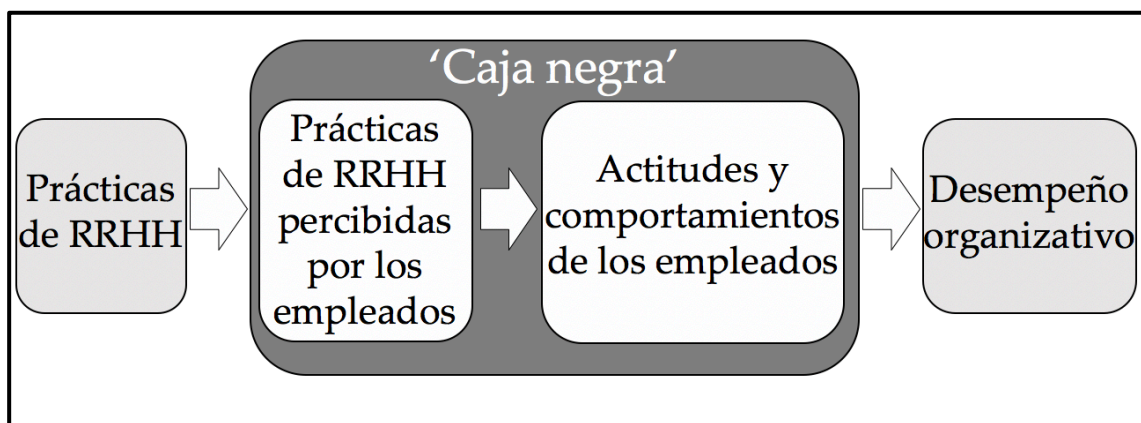 ‘Caja negra’
Prácticas
de RRHH
Prácticas
de RRHH
percibidas
por los
empleados
Actitudes y
comportamientos
de los empleados
Desempeño
organizativo